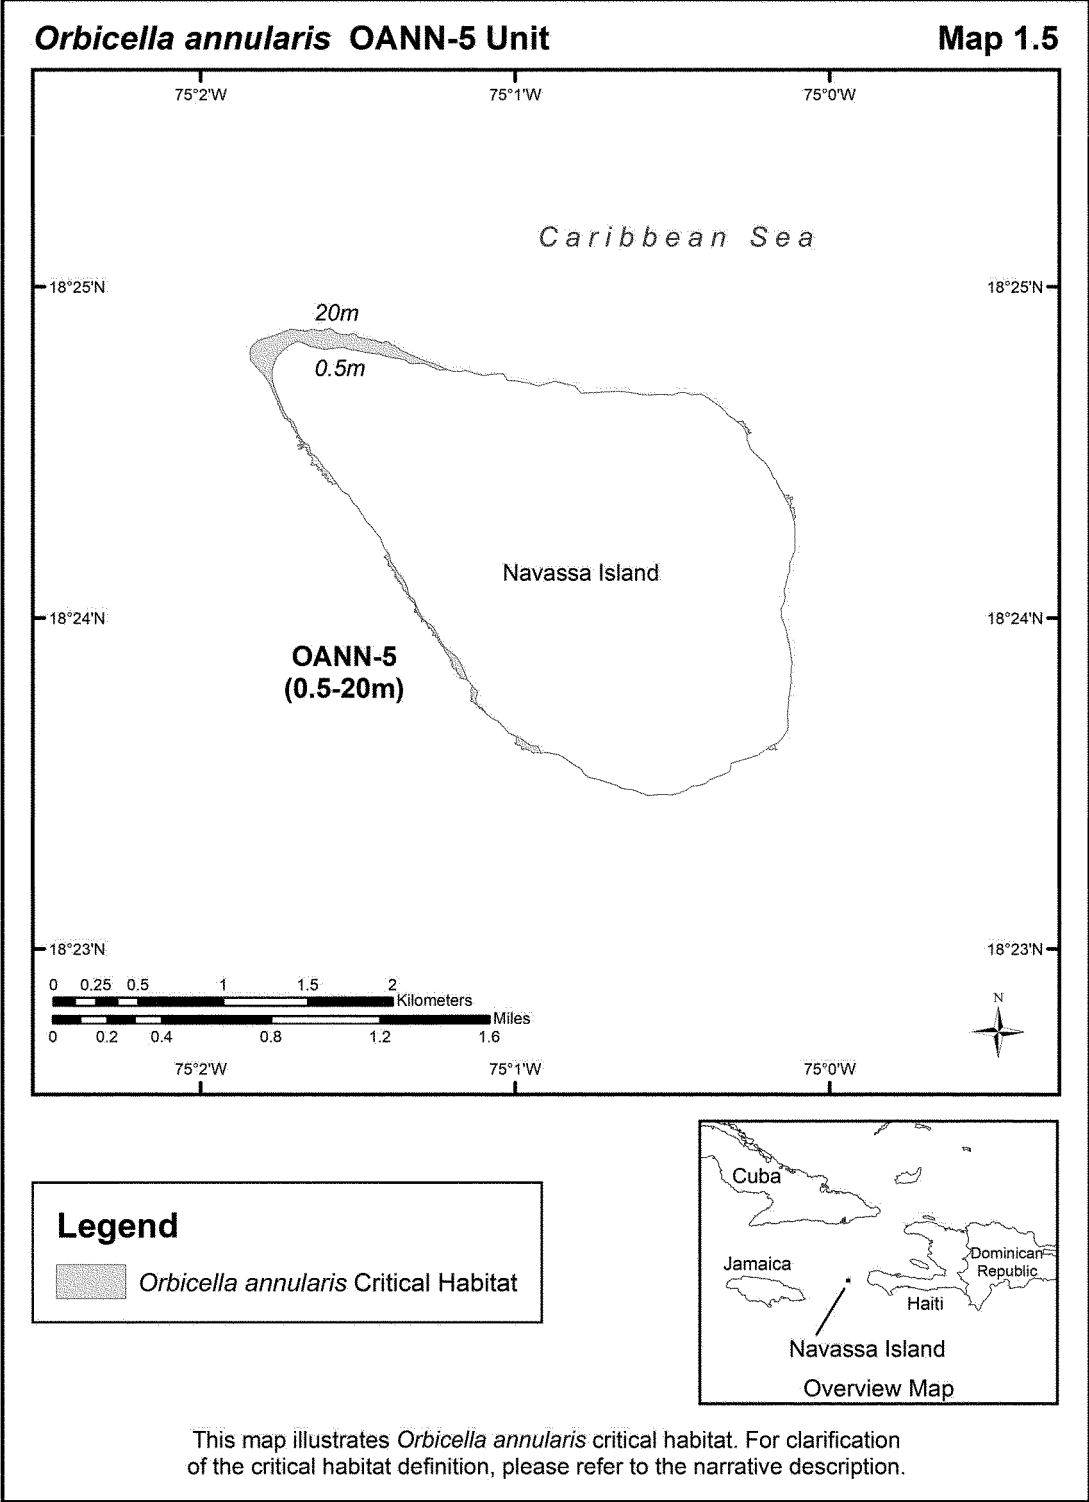 Orbicella annularis OANN-5 Unit
Map 1.5
75°2'W 75°1'W 75°0'W
Caribbean Sea
18°25'N 18°25'N
20m
0.5m
Navassa Island
18°24'N 18°24'N
OANN-5
(0.5-20m)
18°23'N 18°23'N
0 0.25 0.5 1 1.5 2
Kilometers
Miles
0 0.2 0.4 0.8 1.2 1.6
N
75°2'W 75°1'W 75°0'W
Legend
Orbicella annularis Critical Habitat
Cuba
Jamaica
Dominican
Republic
Haiti
Navassa Island
Overview Map
This map illustrates Orbicella annularis critical habitat. For clarification
of the critical habitat definition, please refer to the narrative description.